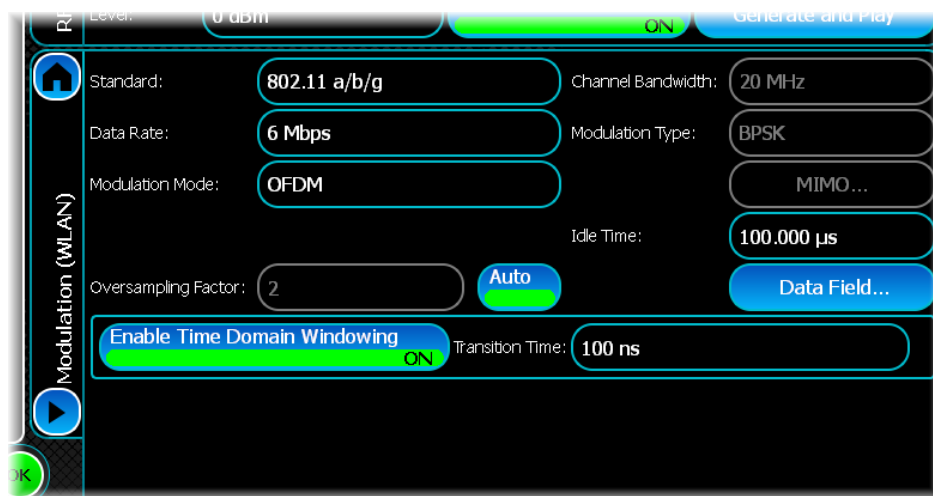 RF
Level:
0 dBm
ON
Generate and Play
Standard:
802.11 a/b/g
Channel Bandwidth:
20 MHz
Data Rate:
6 Mbps
Modulation Type:
BPSK
Modulation Mode:
OFDM
MIMO...
Idle Time:
100.000 µs
Oversampling Factor:
2
Auto
Data Field...
Enable Time Domain Windowing
ON
Transition Time:
100 ns
Modulation (WLAN)
OK